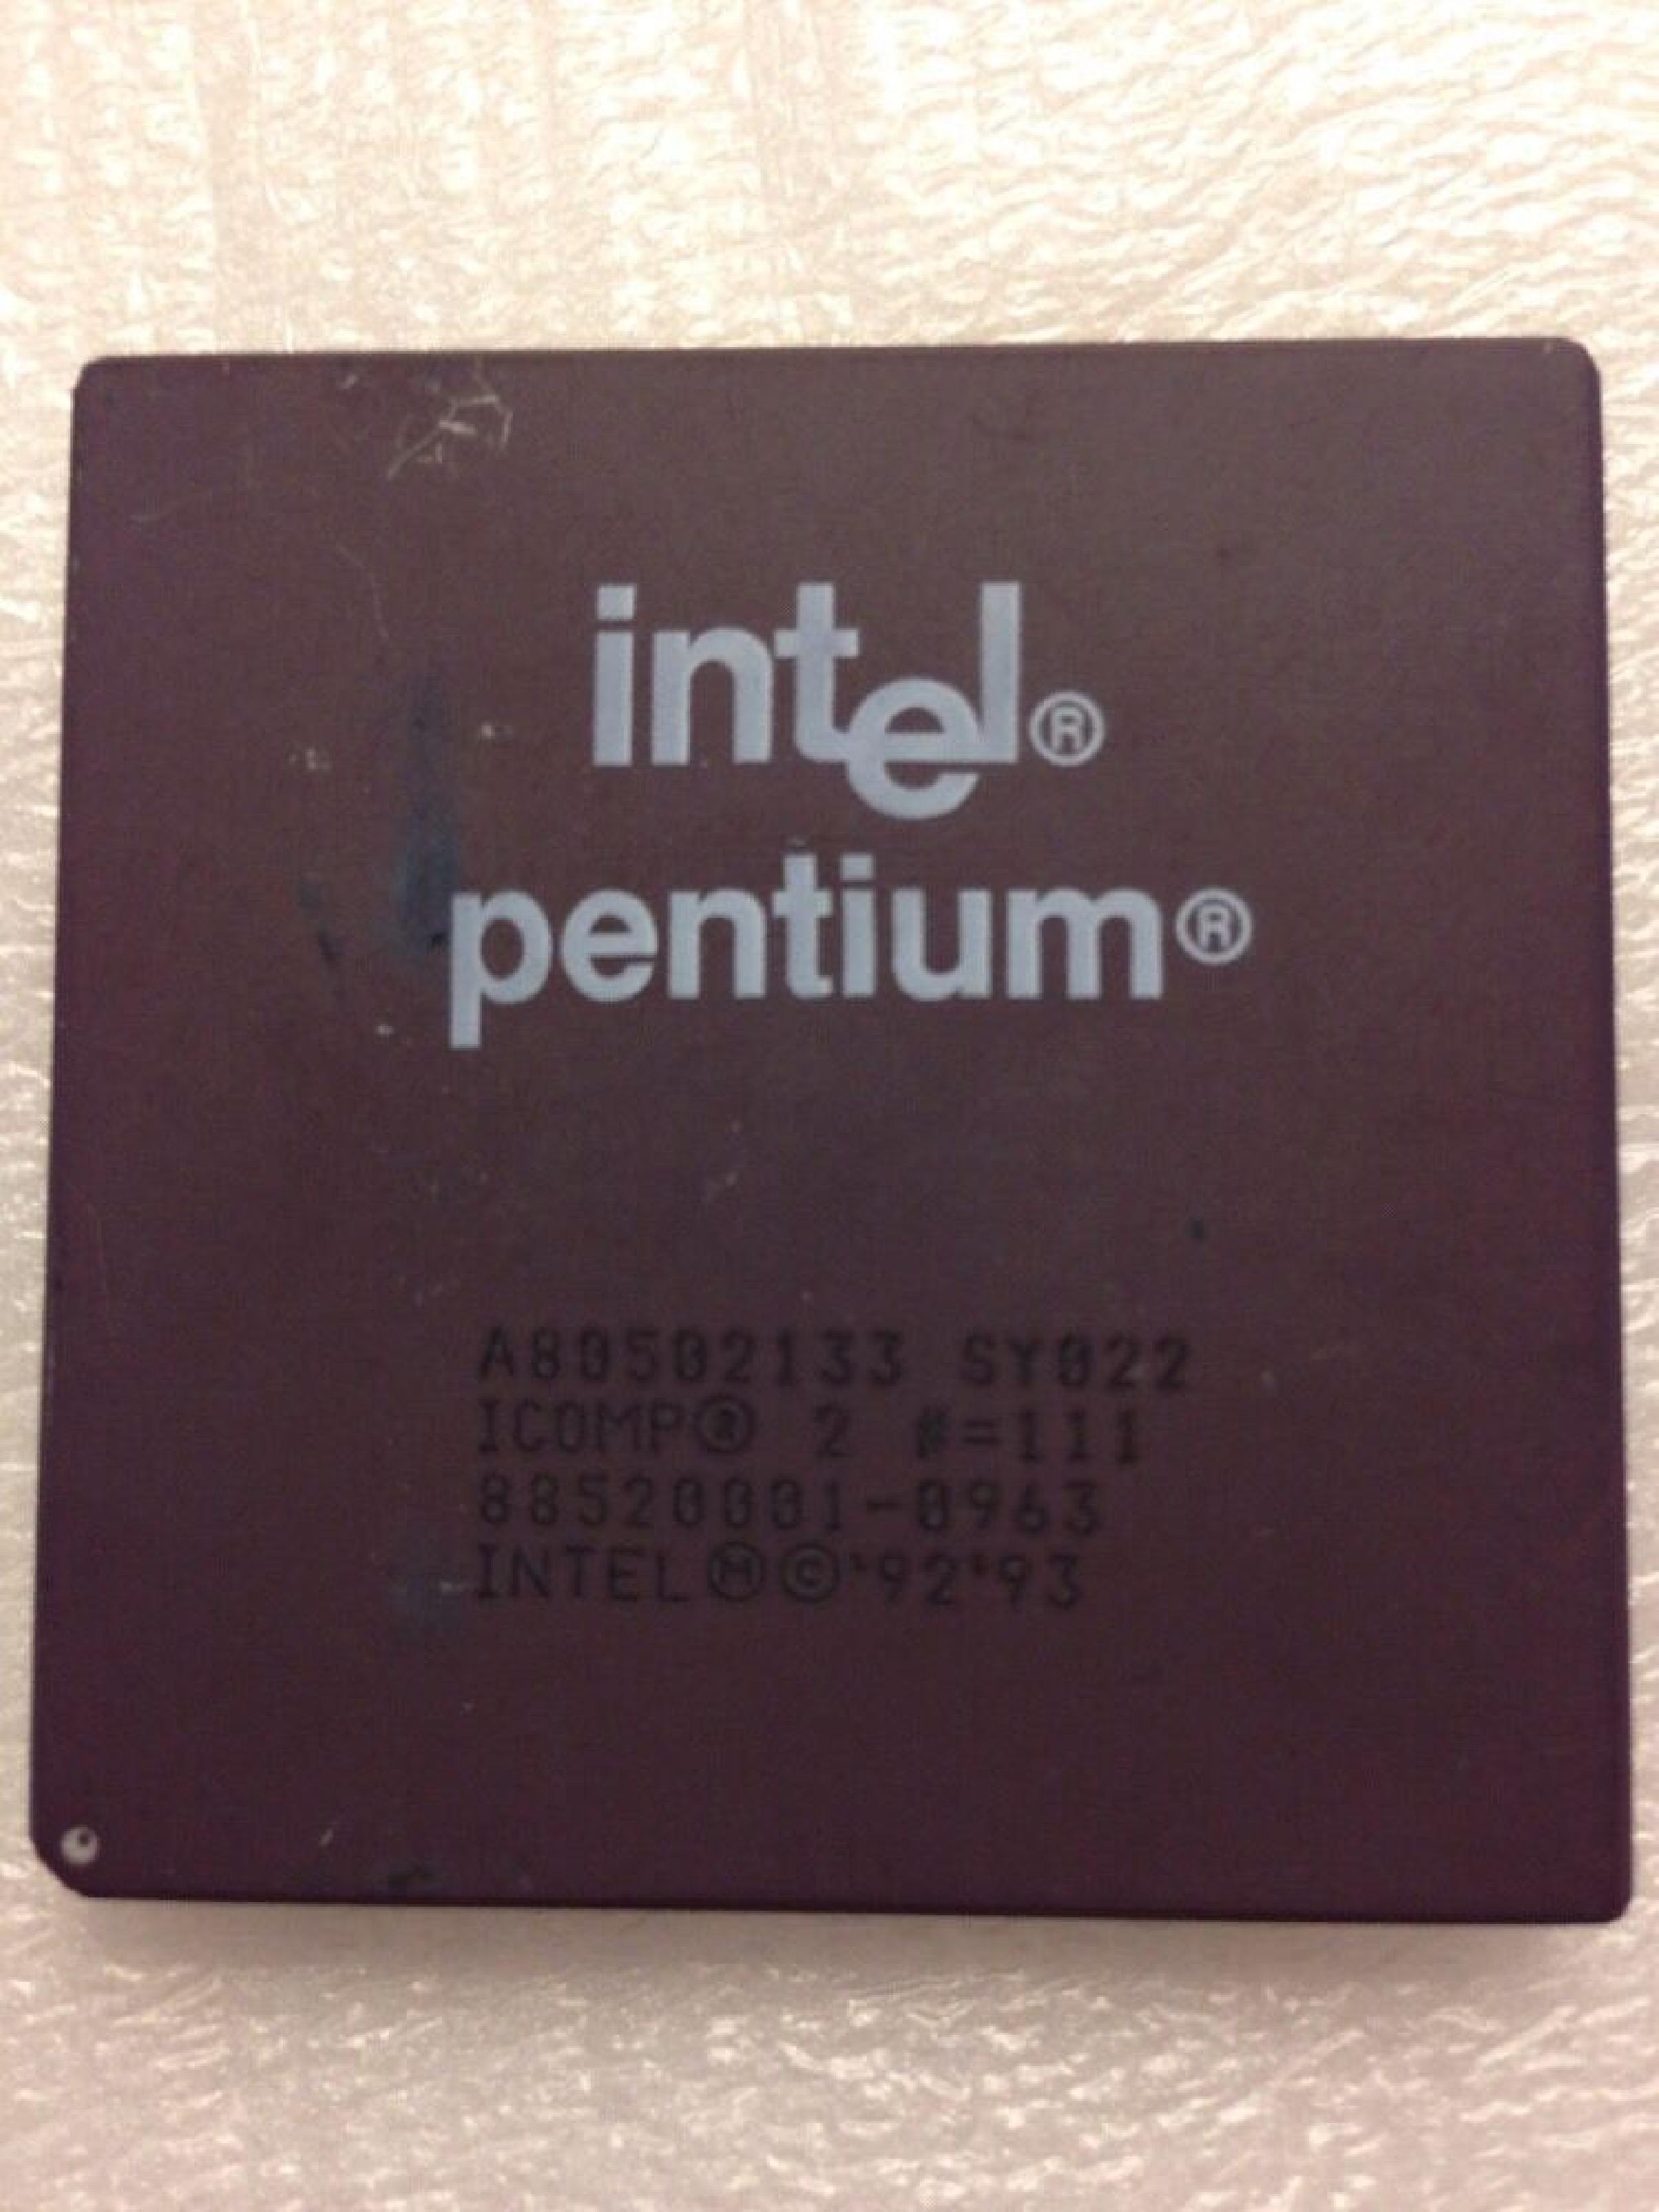 intel®
pentium®
A80502133 SY022
ICOMP® 2 #=111
88520001-0963
INTEL Ⓜ © '92 '93